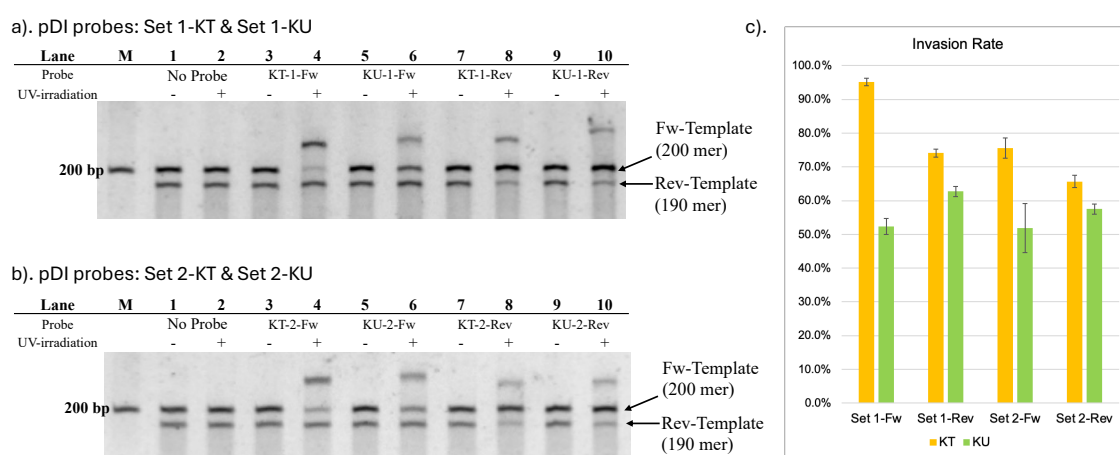 a). pDI probes: Set 1-KT & Set 1-KU
Lane M 1 2 3 4 5 6 7 8 9 10
Probe No Probe KT-1-Fw KU-1-Fw KT-1-Rev KU-1-Rev
UV-irradiation - + - + - + - + - +
200 bp
Fw-Template
(200 mer)
Rev-Template
(190 mer)
b). pDI probes: Set 2-KT & Set 2-KU
Lane M 1 2 3 4 5 6 7 8 9 10
Probe No Probe KT-2-Fw KU-2-Fw KT-2-Rev KU-2-Rev
UV-irradiation - + - + - + - + - +
200 bp
Fw-Template
(200 mer)
Rev-Template
(190 mer)
c).
Invasion Rate
100.0%
90.0%
80.0%
70.0%
60.0%
50.0%
40.0%
30.0%
20.0%
10.0%
0.0%
Set 1-Fw Set 1-Rev Set 2-Fw Set 2-Rev
KT KU